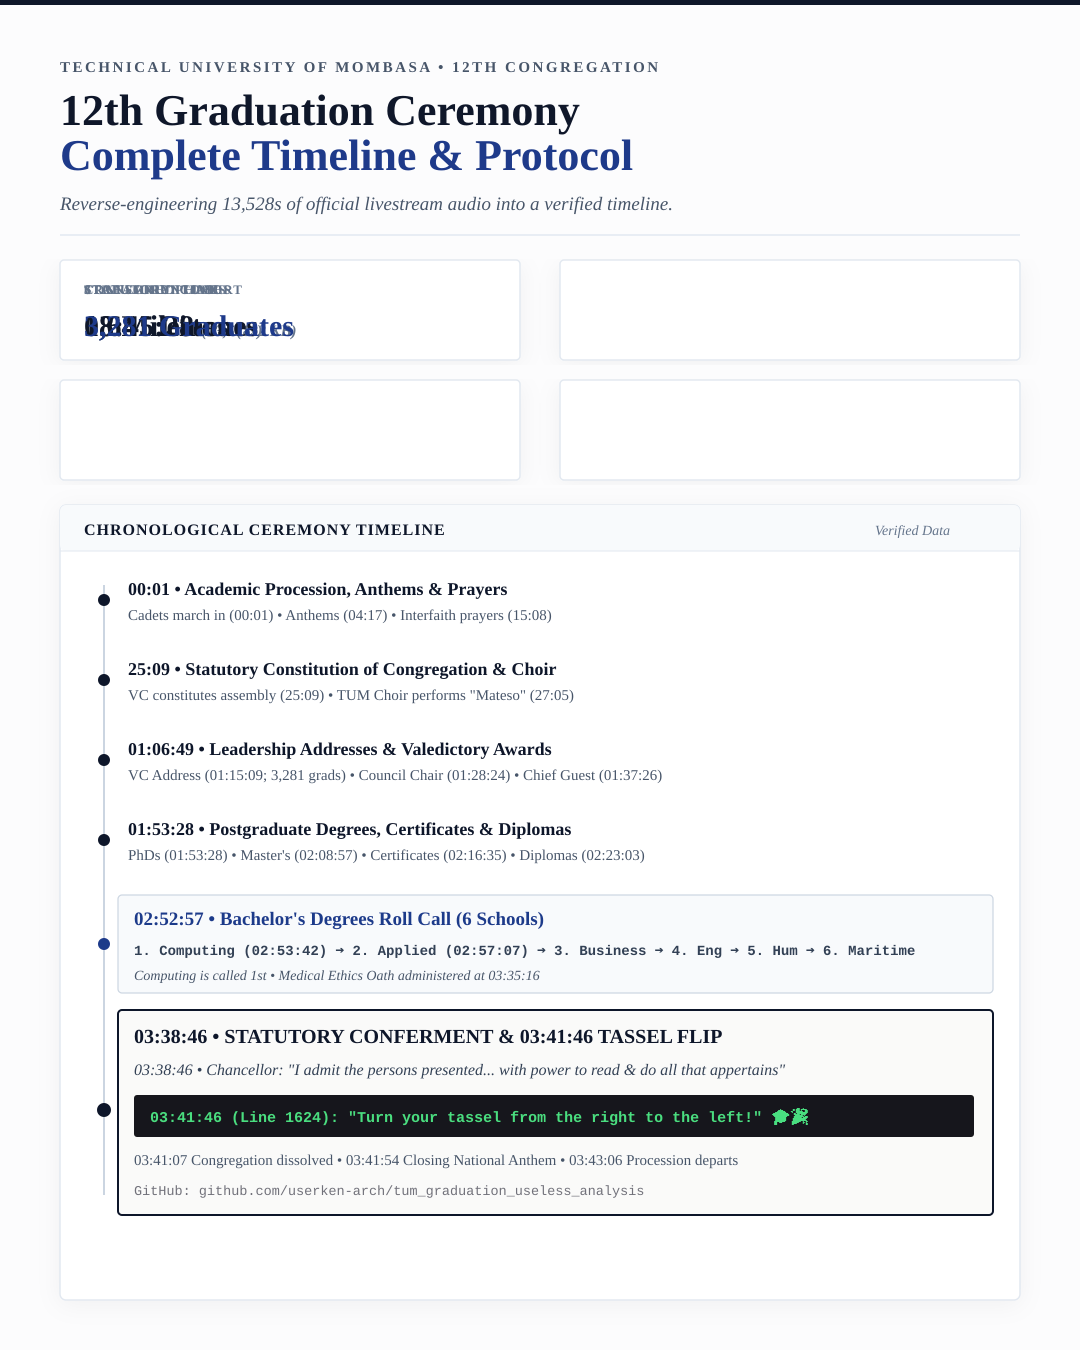 TECHNICAL UNIVERSITY OF MOMBASA • 12TH CONGREGATION
12th Graduation Ceremony
Complete Timeline & Protocol
Reverse-engineering 13,528s of official livestream audio into a verified timeline.
CHRONOLOGICAL CEREMONY TIMELINE
Verified Data
00:01 • Academic Procession, Anthems & Prayers
Cadets march in (00:01) • Anthems (04:17) • Interfaith prayers (15:08)
25:09 • Statutory Constitution of Congregation & Choir
VC constitutes assembly (25:09) • TUM Choir performs "Mateso" (27:05)
01:06:49 • Leadership Addresses & Valedictory Awards
VC Address (01:15:09; 3,281 grads) • Council Chair (01:28:24) • Chief Guest (01:37:26)
01:53:28 • Postgraduate Degrees, Certificates & Diplomas
PhDs (01:53:28) • Master's (02:08:57) • Certificates (02:16:35) • Diplomas (02:23:03)
02:52:57 • Bachelor's Degrees Roll Call (6 Schools)
1. Computing (02:53:42) ➔ 2. Applied (02:57:07) ➔ 3. Business ➔ 4. Eng ➔ 5. Hum ➔ 6. Maritime
Computing is called 1st • Medical Ethics Oath administered at 03:35:16
03:38:46 • STATUTORY CONFERMENT & 03:41:46 TASSEL FLIP
03:38:46 • Chancellor: "I admit the persons presented... with power to read & do all that appertains"
03:41:46 (Line 1624): "Turn your tassel from the right to the left!" 🎓🎉
03:41:07 Congregation dissolved • 03:41:54 Closing National Anthem • 03:43:06 Procession departs
GitHub: github.com/userken-arch/tum_graduation_useless_analysis